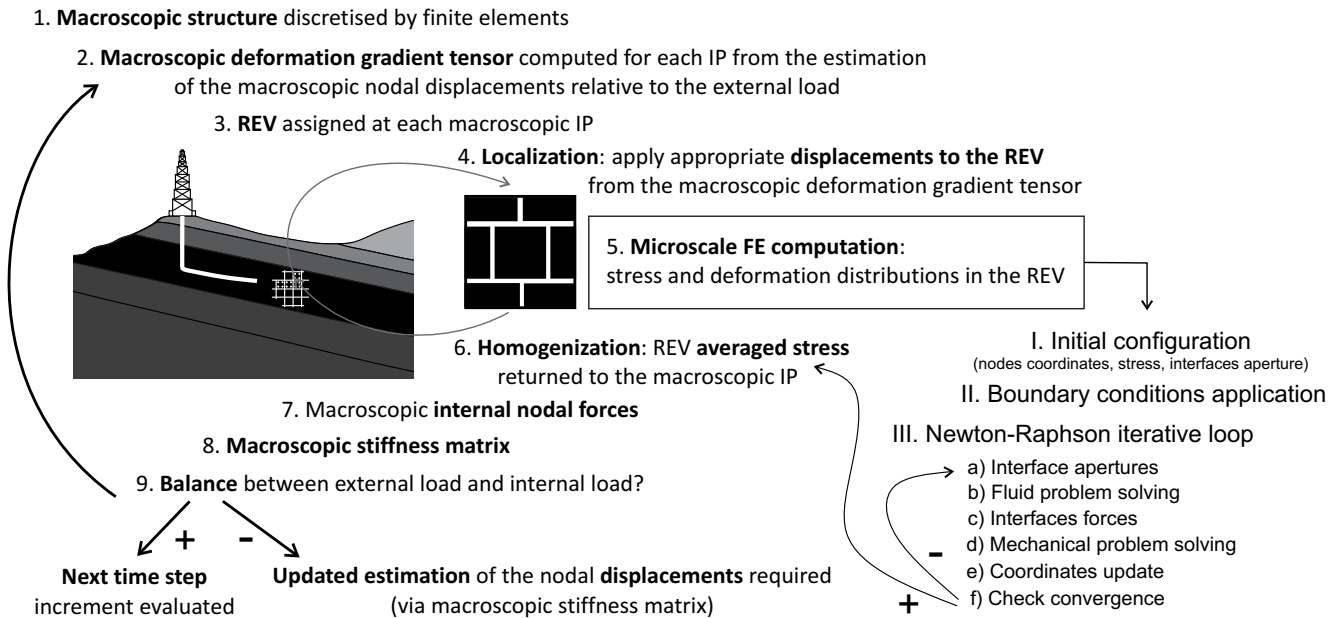 1. Macroscopic structure discretised by finite elements
2. Macroscopic deformation gradient tensor computed for each IP from the estimation
of the macroscopic nodal displacements relative to the external load
3. REV assigned at each macroscopic IP
4. Localization: apply appropriate displacements to the REV
from the macroscopic deformation gradient tensor
5. Microscale FE computation:
stress and deformation distributions in the REV
6. Homogenization: REV averaged stress
returned to the macroscopic IP
7. Macroscopic internal nodal forces
8. Macroscopic stiffness matrix
9. Balance between external load and internal load?
+ -
Next time step
increment evaluated
Updated estimation of the nodal displacements required
(via macroscopic stiffness matrix)
I. Initial configuration
(nodes coordinates, stress, interfaces aperture)
II. Boundary conditions application
III. Newton-Raphson iterative loop
a) Interface apertures
b) Fluid problem solving
c) Interfaces forces
d) Mechanical problem solving
e) Coordinates update
f) Check convergence
-
+